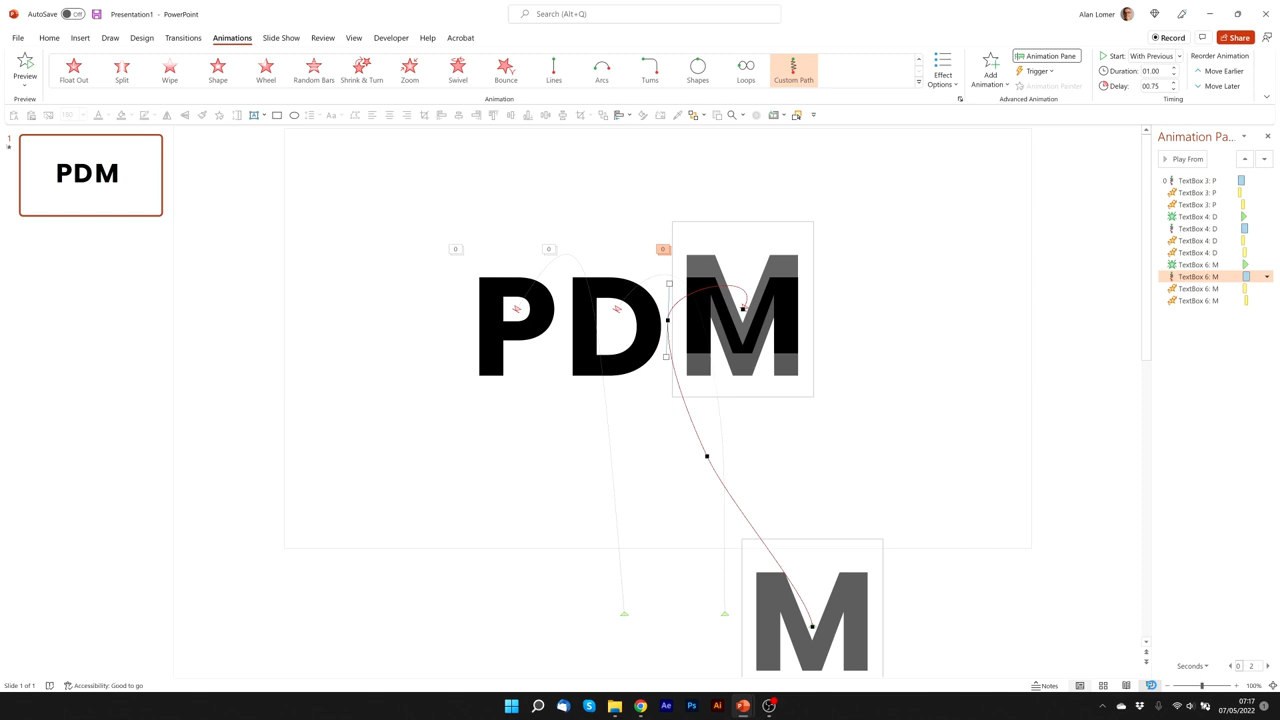 AutoSave Off Presentation1 - PowerPoint Search (Alt+Q) Alan Lomer
File Home Insert Draw Design Transitions Animations Slide Show Review View Developer Help Acrobat Record Share
Preview Float Out Split Wipe Shape Wheel Random Bars Shrink & Turn Zoom Swivel Bounce Lines Arcs Turns Shapes Loops Custom Path
Effect Options
Add Animation
Animation Pane
Trigger
Animation Painter
Start: With Previous
Duration: 01.00
Delay: 00.75
Reorder Animation
Move Earlier
Move Later
Preview Animation Advanced Animation Timing
180
1
PDM
0 0 0
PDM
M
M
Animation Pa...
Play From
0 TextBox 3: P
TextBox 3: P
TextBox 3: P
TextBox 4: D
TextBox 4: D
TextBox 4: D
TextBox 4: D
TextBox 6: M
TextBox 6: M
TextBox 6: M
TextBox 6: M
Seconds 0 2
Slide 1 of 1 Accessibility: Good to go Notes 100%
Ae Ps Ai
07:17
07/05/2022